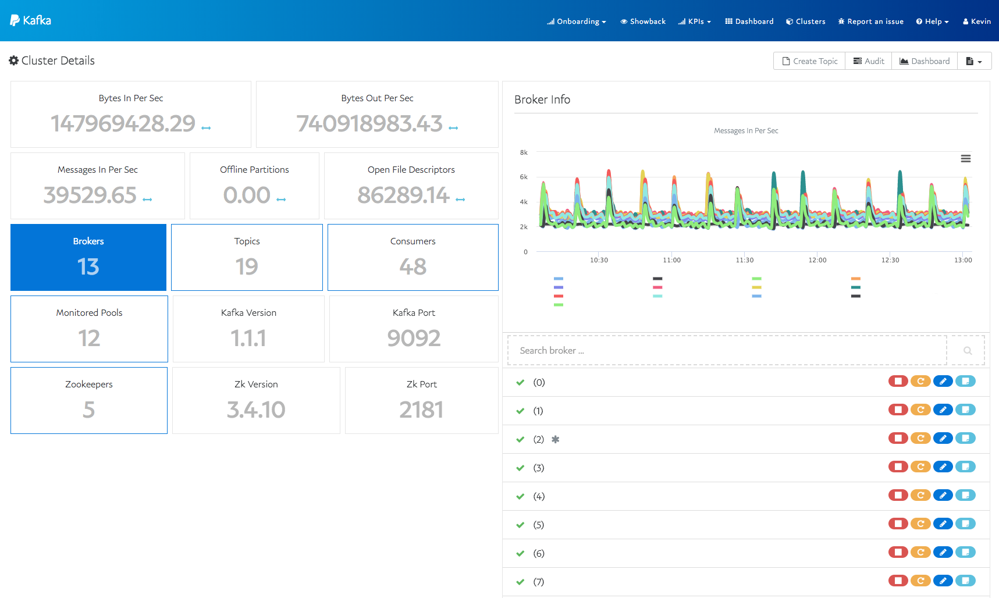 Kafka
Onboarding Showback KPIs Dashboard Clusters Report an issue Help Kevin
Cluster Details
Create Topic Audit Dashboard
Bytes In Per Sec
147969428.29
Bytes Out Per Sec
740918983.43
Messages In Per Sec
39529.65
Offline Partitions
0.00
Open File Descriptors
86289.14
Brokers
13
Topics
19
Consumers
48
Monitored Pools
12
Kafka Version
1.1.1
Kafka Port
9092
Zookeepers
5
Zk Version
3.4.10
Zk Port
2181
Broker Info
Messages In Per Sec
8k
6k
4k
2k
0
10:30 11:00 11:30 12:00 12:30 13:00
Search broker ...
(0)
(1)
(2)
(3)
(4)
(5)
(6)
(7)